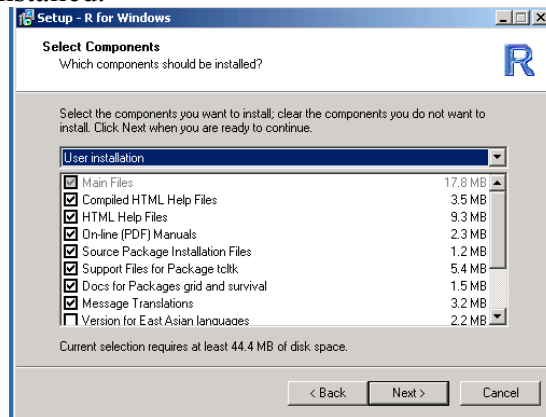 Setup - R for Windows
Select Components
Which components should be installed?
R
Select the components you want to install; clear the components you do not want to
install. Click Next when you are ready to continue.
User installation
Main Files 17.8 MB
Compiled HTML Help Files 3.5 MB
HTML Help Files 9.3 MB
On-line (PDF) Manuals 2.3 MB
Source Package Installation Files 1.2 MB
Support Files for Package tcltk 5.4 MB
Docs for Packages grid and survival 1.5 MB
Message Translations 3.2 MB
Version for East Asian languages 2.2 MB
Current selection requires at least 44.4 MB of disk space.
< Back Next > Cancel